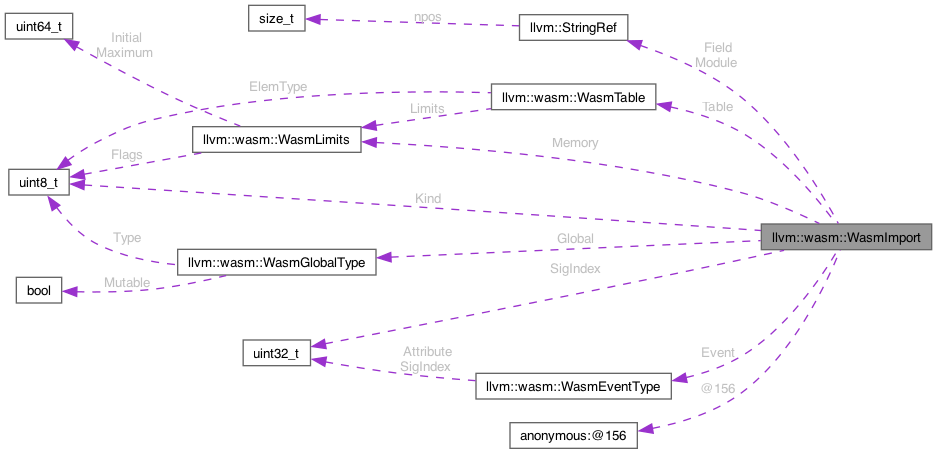 size_t
npos
llvm::StringRef
uint64_t
Initial
Maximum
Field
Module
ElemType
llvm::wasm::WasmTable
Table
Limits
llvm::wasm::WasmLimits
Memory
Flags
uint8_t
Kind
Type
Global
llvm::wasm::WasmImport
llvm::wasm::WasmGlobalType
SigIndex
Mutable
bool
uint32_t
Attribute
SigIndex
Event
llvm::wasm::WasmEventType
@156
anonymous:@156